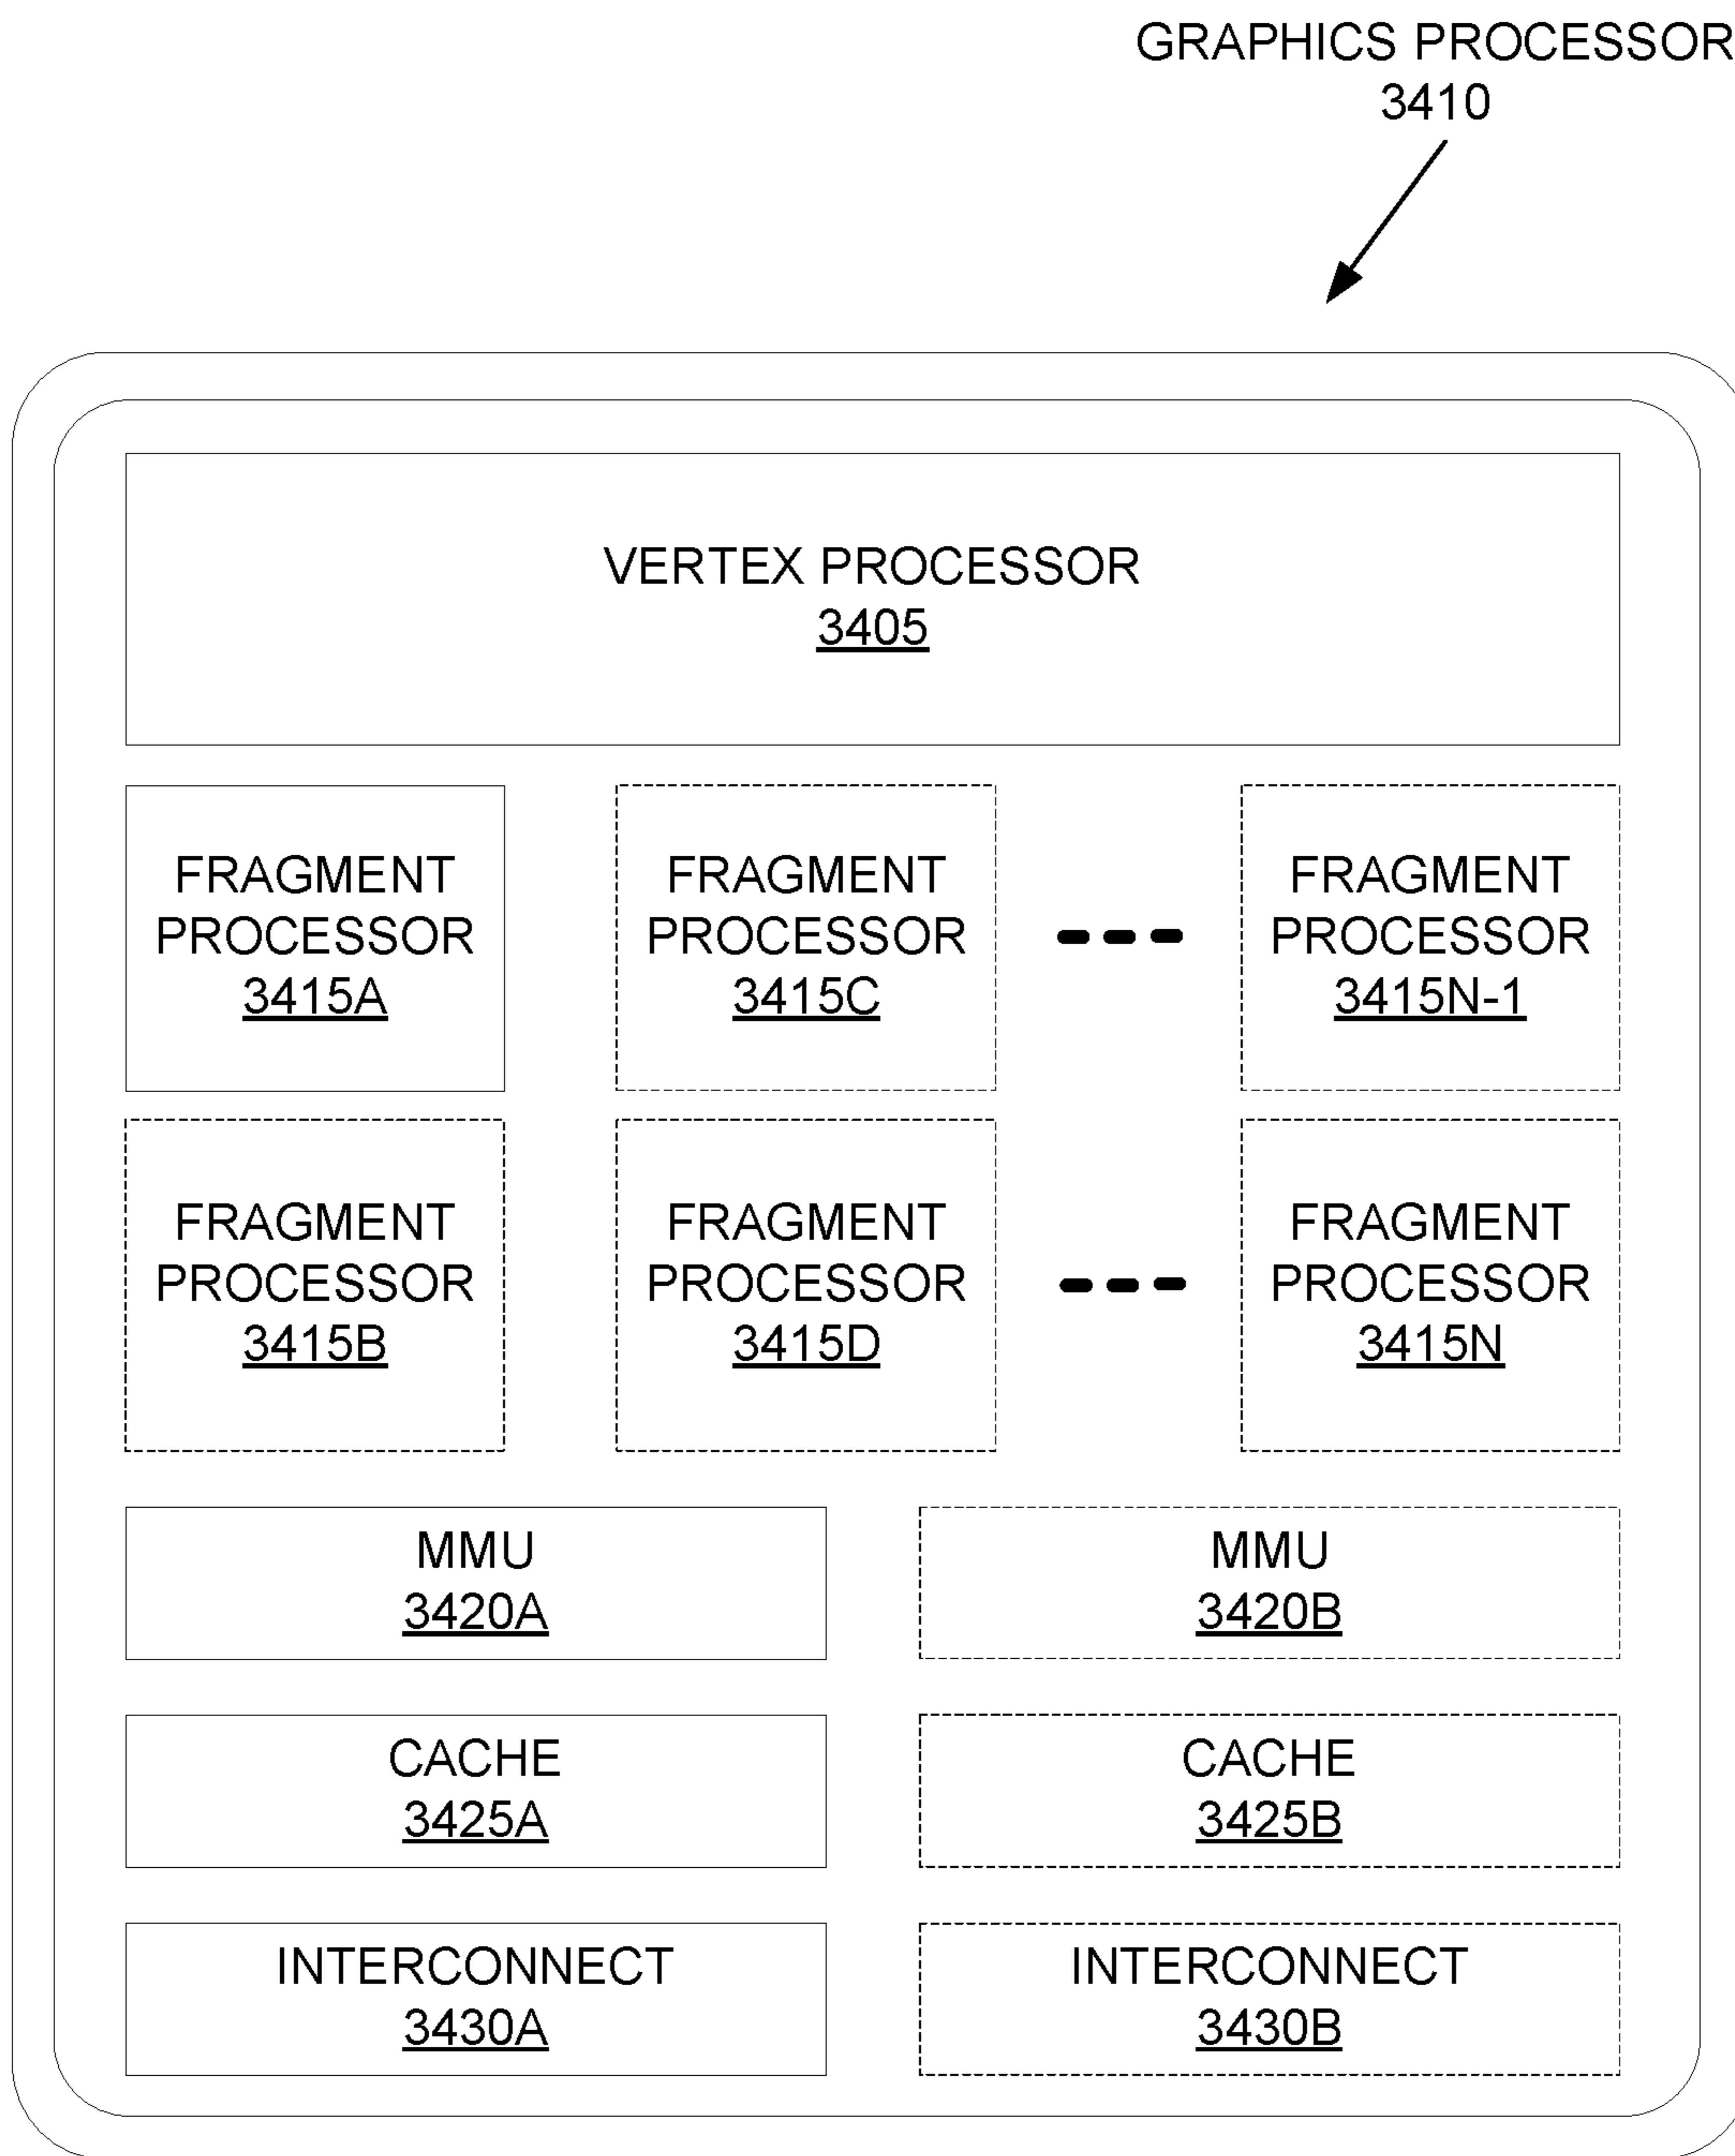 GRAPHICS PROCESSOR
3410
VERTEX PROCESSOR
3405
FRAGMENT
PROCESSOR
3415A
FRAGMENT
PROCESSOR
3415C
FRAGMENT
PROCESSOR
3415N-1
FRAGMENT
PROCESSOR
3415B
FRAGMENT
PROCESSOR
3415D
FRAGMENT
PROCESSOR
3415N
MMU
3420A
MMU
3420B
CACHE
3425A
CACHE
3425B
INTERCONNECT
3430A
INTERCONNECT
3430B